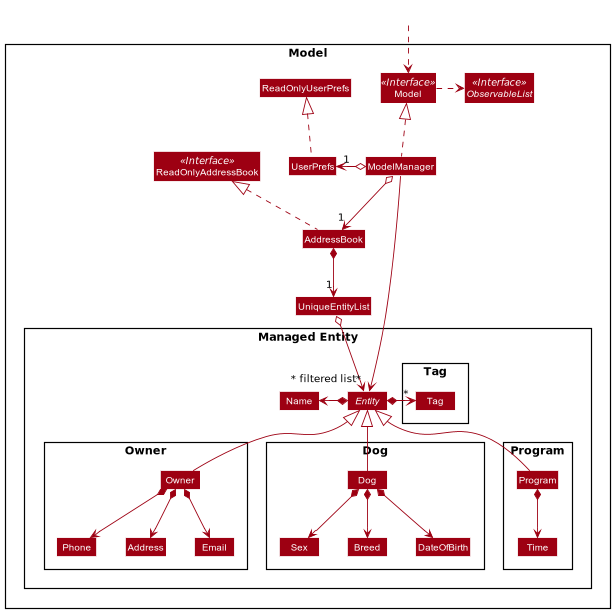 Model
«Interface»
Model
«Interface»
ObservableList
ReadOnlyUserPrefs
«Interface»
ReadOnlyAddressBook
UserPrefs
1
ModelManager
1
AddressBook
1
UniqueEntityList
Managed Entity
* filtered list*
Name
Entity
*
Tag
Tag
Owner
Dog
Program
Owner
Dog
Program
Phone
Address
Email
Sex
Breed
DateOfBirth
Time